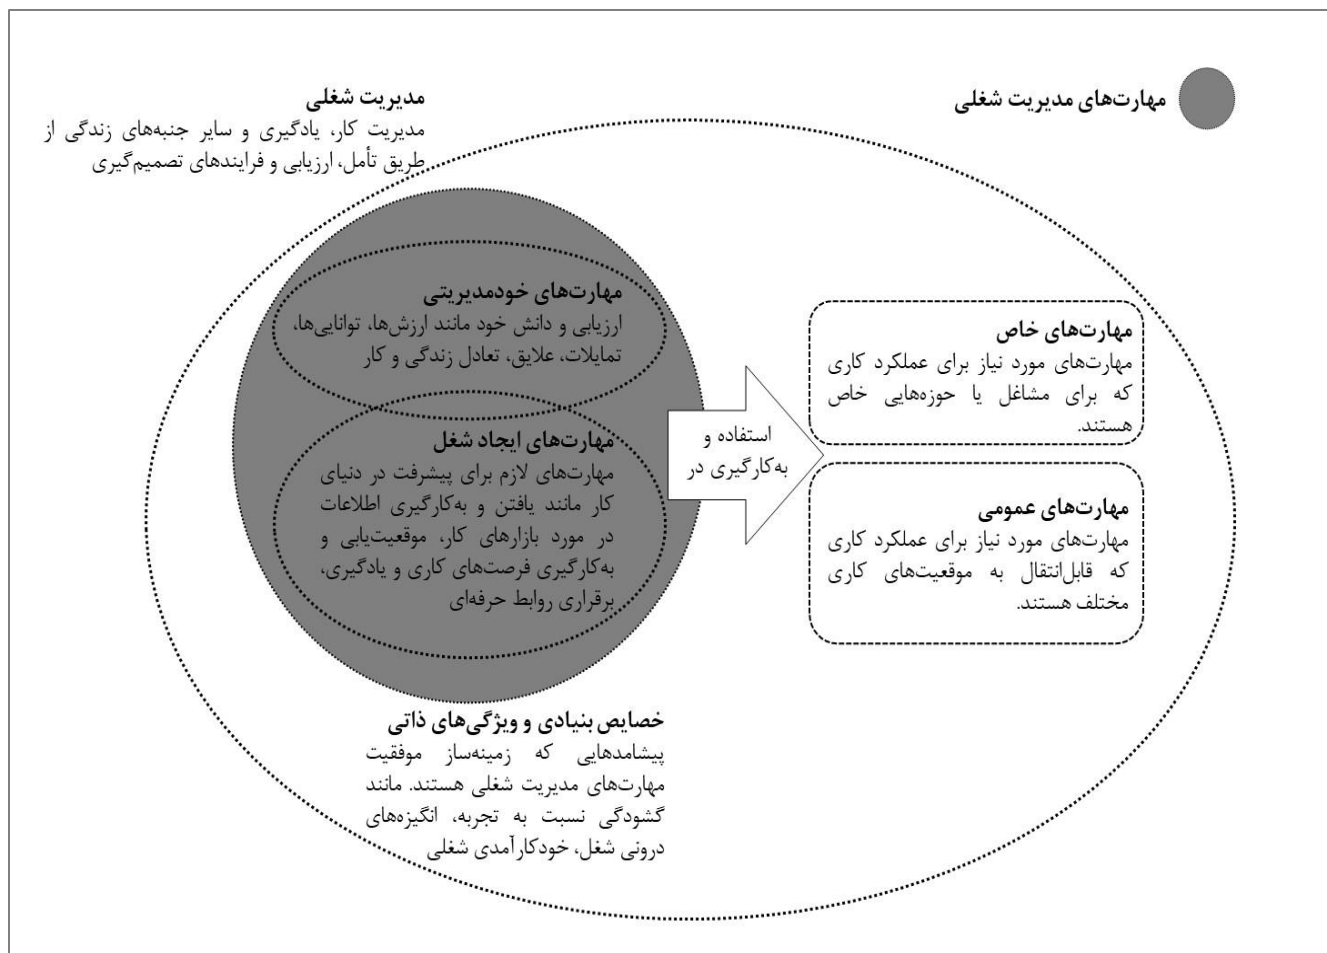 مهارت‌های مدیریت شغلی
مدیریت شغلی
مدیریت کار، یادگیری و سایر جنبه‌های زندگی از
طریق تأمل، ارزیابی و فرایندهای تصمیم‌گیری
مهارت‌های خودمدیریتی
ارزیابی و دانش خود مانند ارزش‌ها، توانایی‌ها،
تمایلات، علایق، تعادل زندگی و کار
مهارت‌های ایجاد شغل
مهارت‌های لازم برای پیشرفت در دنیای
کار مانند یافتن و به‌کارگیری اطلاعات
در مورد بازارهای کار، موقعیت‌یابی و
به‌کارگیری فرصت‌های کاری و یادگیری،
برقراری روابط حرفه‌ای
استفاده و
به‌کارگیری در
مهارت‌های خاص
مهارت‌های مورد نیاز برای عملکرد کاری
که برای مشاغل یا حوزه‌هایی خاص
هستند.
مهارت‌های عمومی
مهارت‌های مورد نیاز برای عملکرد کاری
که قابل‌انتقال به موقعیت‌های کاری
مختلف هستند.
خصایص بنیادی و ویژگی‌های ذاتی
پیشامدهایی که زمینه‌ساز موفقیت
مهارت‌های مدیریت شغلی هستند. مانند
گشودگی نسبت به تجربه، انگیزه‌های
درونی شغل، خودکارآمدی شغلی